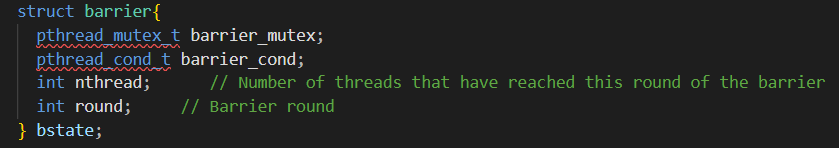 struct barrier{
  pthread_mutex_t barrier_mutex;
  pthread_cond_t barrier_cond;
  int nthread;      // Number of threads that have reached this round of the barrier
  int round;     // Barrier round
} bstate;